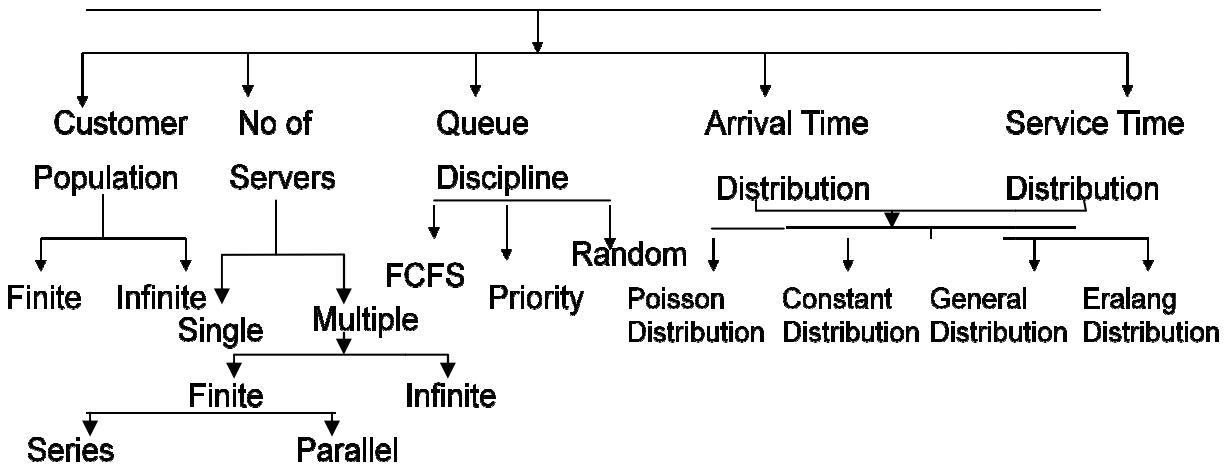 Customer
Population
No of
Servers
Queue
Discipline
Arrival Time
Distribution
Service Time
Distribution
Finite
Infinite
Single
Multiple
FCFS
Priority
Random
Poisson
Distribution
Constant
Distribution
General
Distribution
Eralang
Distribution
Finite
Infinite
Series
Parallel